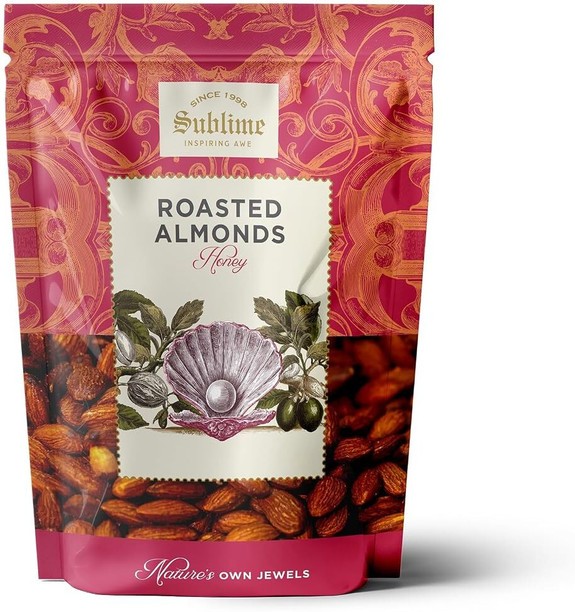 SINCE 1998
Sublime
INSPIRING AWE
ROASTED
ALMONDS
Honey
Nature's OWN JEWELS